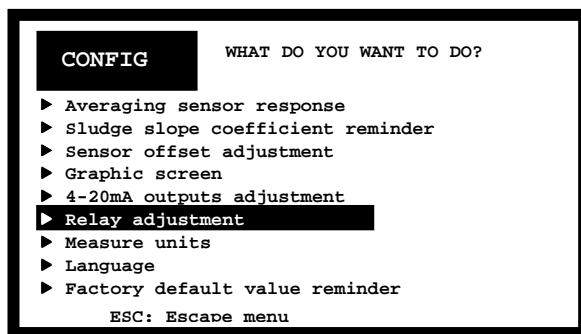 CONFIG
WHAT DO YOU WANT TO DO?
Averaging sensor response
Sludge slope coefficient reminder
Sensor offset adjustment
Graphic screen
4-20mA outputs adjustment
Relay adjustment
Measure units
Language
Factory default value reminder
ESC: Escape menu